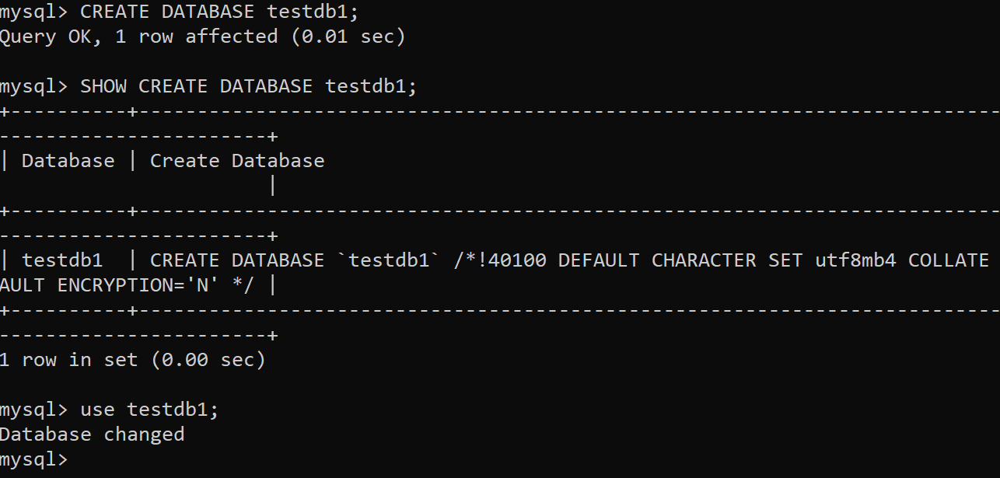 mysql> CREATE DATABASE testdb1;
Query OK, 1 row affected (0.01 sec)
mysql> SHOW CREATE DATABASE testdb1;
+----------+--------------------------------------------------------------------------
-----------------------+
| Database | Create Database
|
+----------+--------------------------------------------------------------------------
-----------------------+
| testdb1  | CREATE DATABASE `testdb1` /*!40100 DEFAULT CHARACTER SET utf8mb4 COLLATE
AULT ENCRYPTION='N' */ |
+----------+--------------------------------------------------------------------------
-----------------------+
1 row in set (0.00 sec)
mysql> use testdb1;
Database changed
mysql>